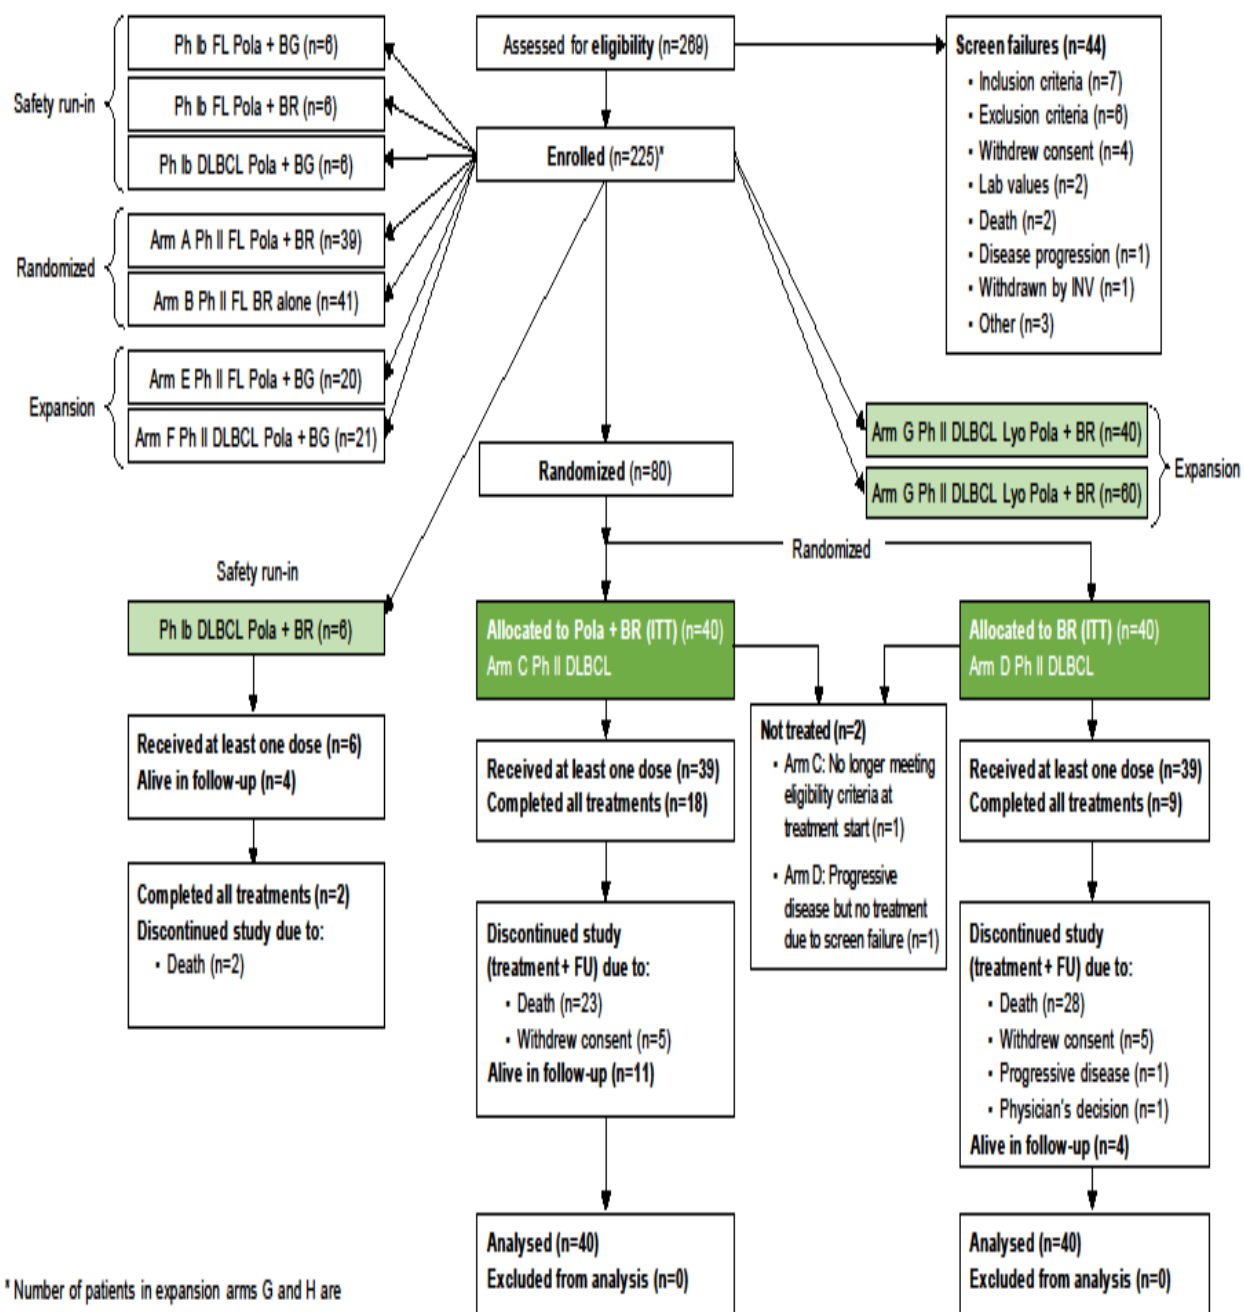 Assessed for eligibility (n=269)
Screen failures (n=44)
• Inclusion criteria (n=7)
• Exclusion criteria (n=6)
• Withdrew consent (n=4)
• Lab values (n=2)
• Death (n=2)
• Disease progression (n=1)
• Withdrawn by INV (n=1)
• Other (n=3)
Enrolled (n=225)*
Safety run-in
Ph Ib FL Pola + BG (n=6)
Ph Ib FL Pola + BR (n=6)
Ph Ib DLBCL Pola + BG (n=6)
Randomized
Arm A Ph II FL Pola + BR (n=39)
Arm B Ph II FL BR alone (n=41)
Expansion
Arm E Ph II FL Pola + BG (n=20)
Arm F Ph II DLBCL Pola + BG (n=21)
Arm G Ph II DLBCL Lyo Pola + BR (n=40)
Arm G Ph II DLBCL Lyo Pola + BR (n=60)
Expansion
Randomized (n=80)
Randomized
Safety run-in
Ph Ib DLBCL Pola + BR (n=6)
Received at least one dose (n=6)
Alive in follow-up (n=4)
Completed all treatments (n=2)
Discontinued study due to:
• Death (n=2)
Allocated to Pola + BR (ITT) (n=40)
Arm C Ph II DLBCL
Received at least one dose (n=39)
Completed all treatments (n=18)
Discontinued study
(treatment + FU) due to:
• Death (n=23)
• Withdrew consent (n=5)
Alive in follow-up (n=11)
Analysed (n=40)
Excluded from analysis (n=0)
Not treated (n=2)
• Arm C: No longer meeting
eligibility criteria at
treatment start (n=1)
• Arm D: Progressive
disease but no treatment
due to screen failure (n=1)
Allocated to BR (ITT) (n=40)
Arm D Ph II DLBCL
Received at least one dose (n=39)
Completed all treatments (n=9)
Discontinued study
(treatment + FU) due to:
• Death (n=28)
• Withdrew consent (n=5)
• Progressive disease (n=1)
• Physician's decision (n=1)
Alive in follow-up (n=4)
Analysed (n=40)
Excluded from analysis (n=0)
* Number of patients in expansion arms G and H are